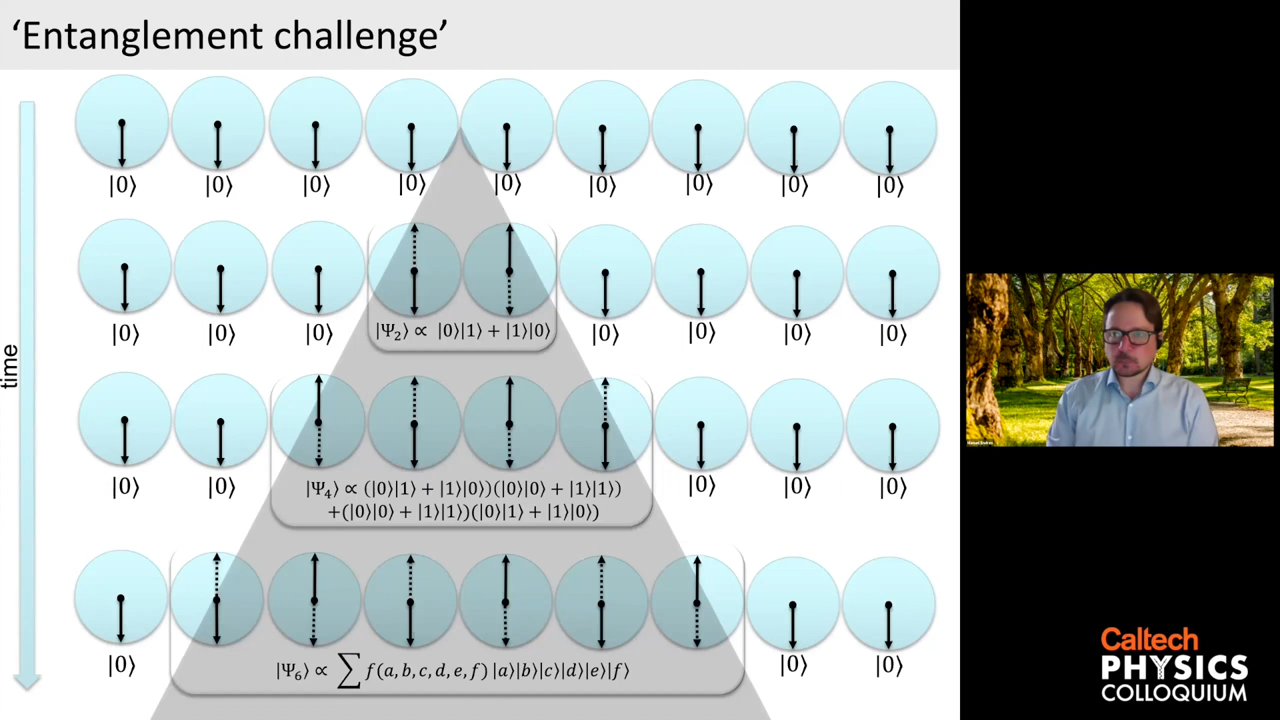 ‘Entanglement challenge’
|0⟩ |0⟩ |0⟩ |0⟩ |0⟩ |0⟩ |0⟩ |0⟩ |0⟩
|0⟩ |0⟩ |0⟩ |Ψ₂⟩ ∝ |0⟩|1⟩ + |1⟩|0⟩ |0⟩ |0⟩ |0⟩ |0⟩
time
|0⟩ |0⟩ |Ψ₄⟩ ∝ (|0⟩|1⟩ + |1⟩|0⟩)(|0⟩|0⟩ + |1⟩|1⟩) |0⟩ |0⟩ |0⟩
+(|0⟩|0⟩ + |1⟩|1⟩)(|0⟩|1⟩ + |1⟩|0⟩)
|0⟩ |Ψ₆⟩ ∝ ∑ f(a, b, c, d, e, f) |a⟩|b⟩|c⟩|d⟩|e⟩|f⟩ |0⟩ |0⟩
Caltech
PHYSICS
COLLOQUIUM